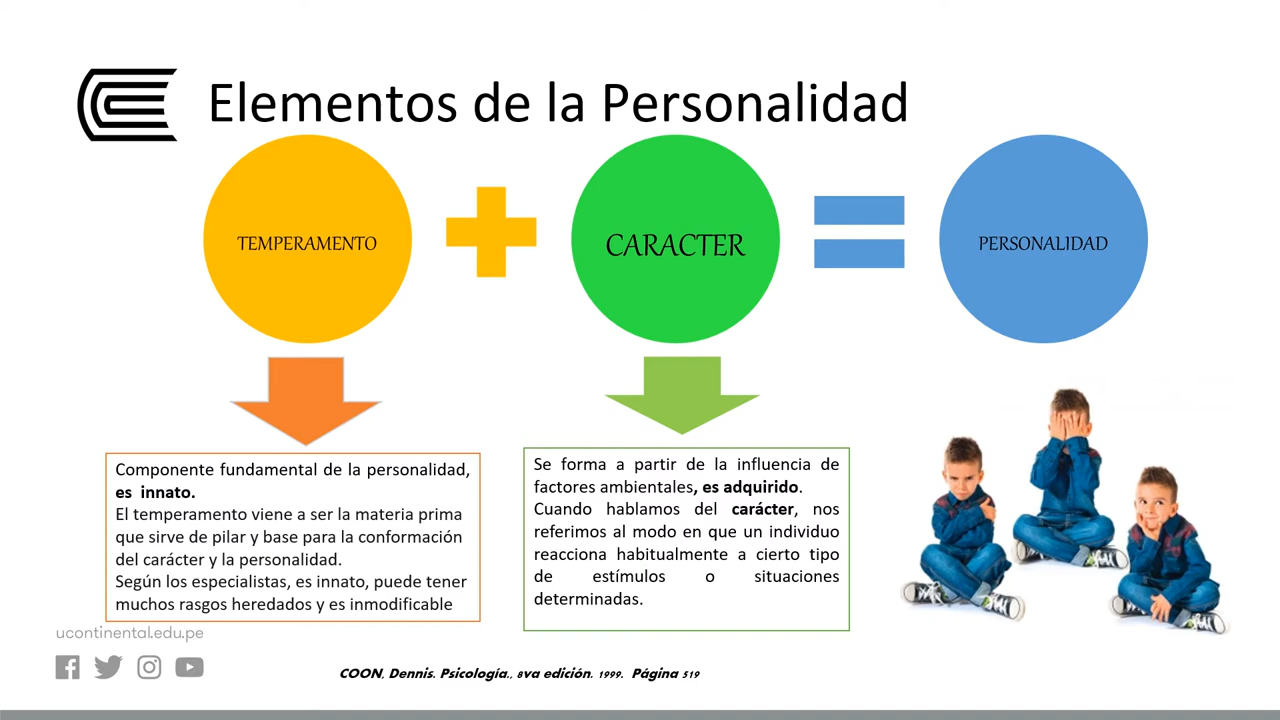 Elementos de la Personalidad
TEMPERAMENTO
CARACTER
PERSONALIDAD
Componente fundamental de la personalidad,
es innato.
El temperamento viene a ser la materia prima
que sirve de pilar y base para la conformación
del carácter y la personalidad.
Según los especialistas, es innato, puede tener
muchos rasgos heredados y es inmodificable
Se forma a partir de la influencia de
factores ambientales, es adquirido.
Cuando hablamos del carácter, nos
referimos al modo en que un individuo
reacciona habitualmente a cierto tipo
de estímulos o situaciones
determinadas.
ucontinental.edu.pe
COON, Dennis. Psicología., 8va edición. 1999. Página 519